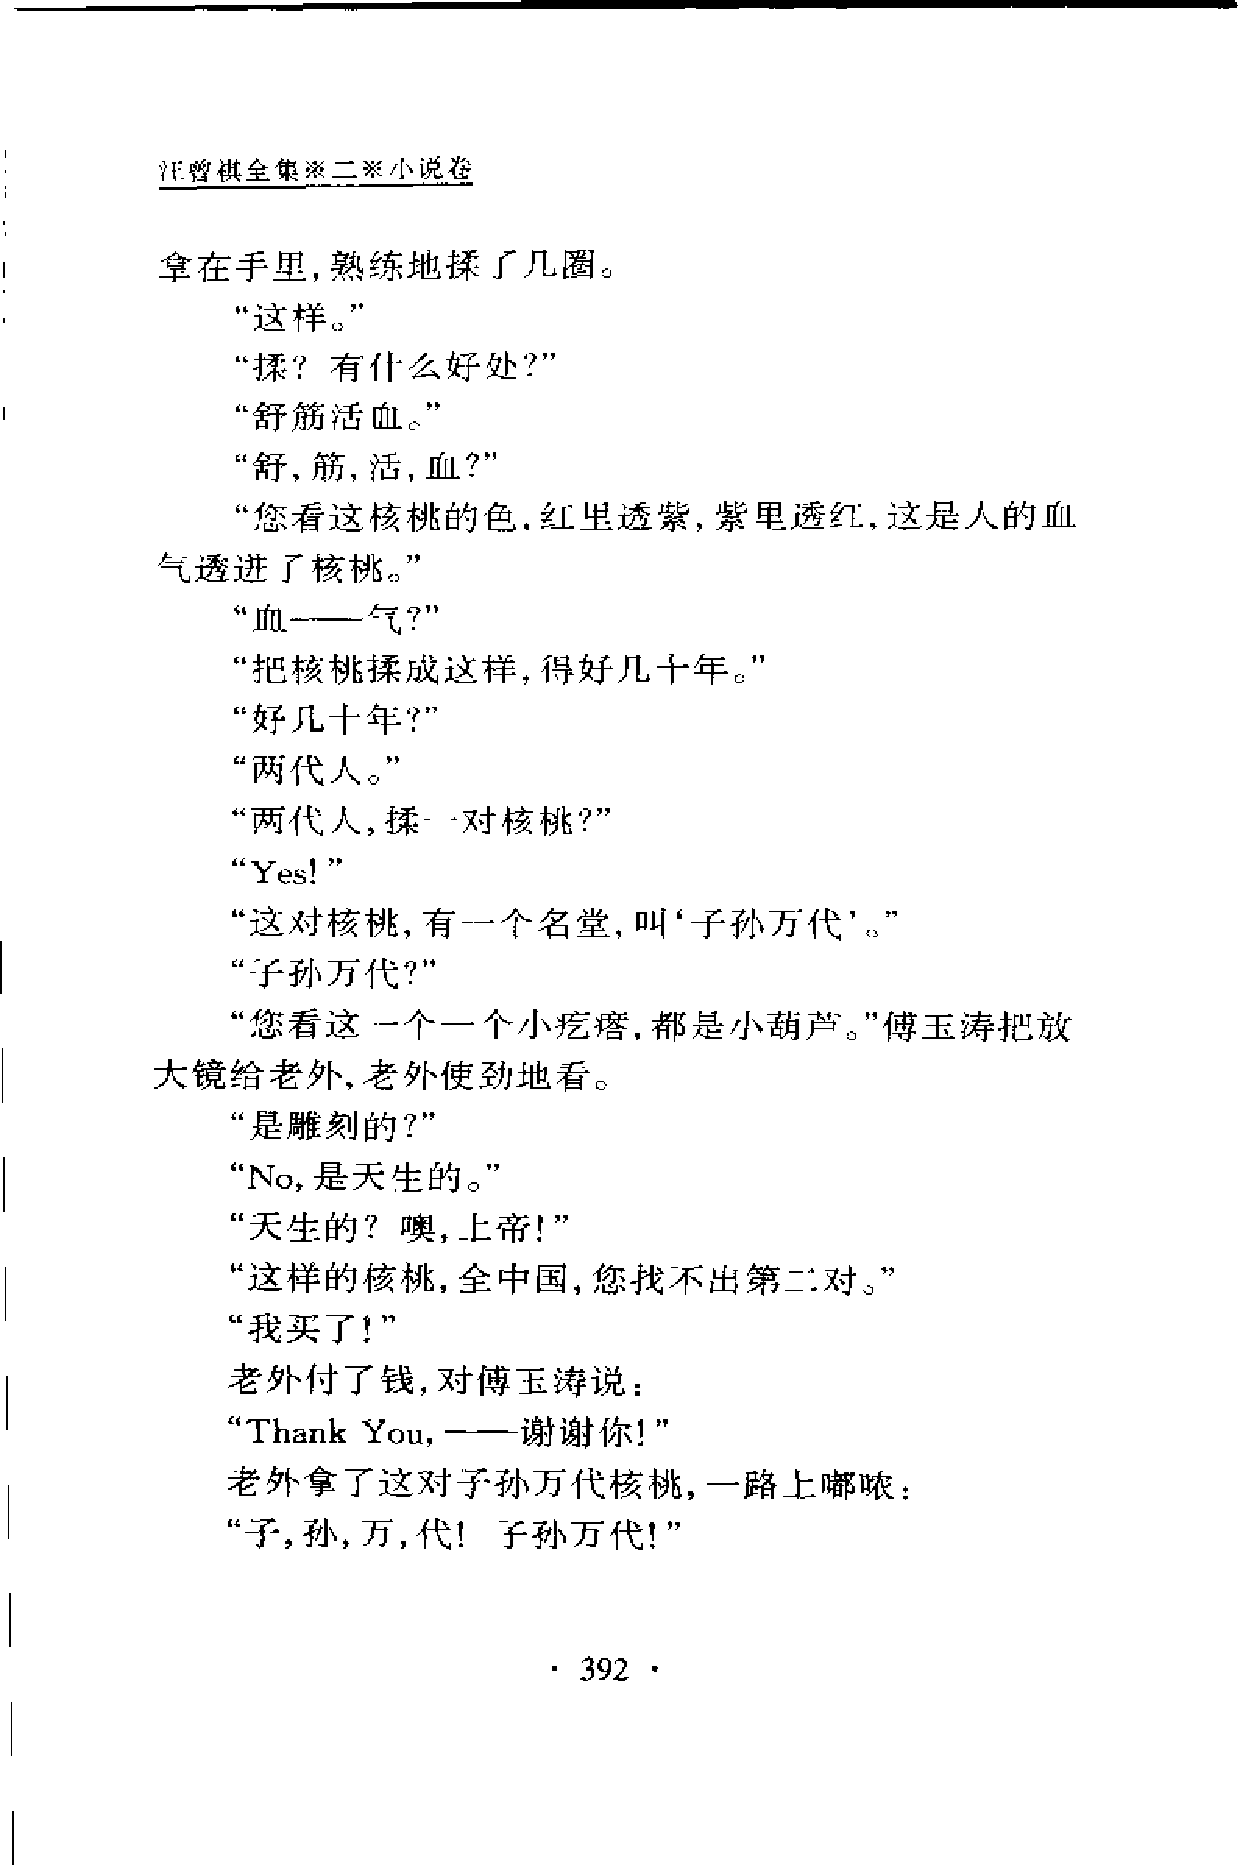 汪曾祺全集※二※小说卷
拿在手里,熟练地揉了几圈。
“这样。”
“揉？有什么好处?”
“舒筋活血。”
“舒,筋,活,血?”
“您看这核桃的色,红里透紫,紫里透红,这是人的血
气透进了核桃。”
“血——气?”
“把核桃揉成这样,得好几十年。”
“好几十年?”
“两代人。”
“两代人,揉一对核桃?”
“Yes!”
“这对核桃,有一个名堂,叫‘子孙万代’。”
“子孙万代?”
“您看这一个一个小疙瘩,都是小葫芦。”傅玉涛把放
大镜给老外,老外使劲地看。
“是雕刻的?”
“No,是天生的。”
“天生的？噢,上帝!”
“这样的核桃,全中国,您找不出第二对。”
“我买了!”
老外付了钱,对傅玉涛说:
“Thank You,——谢谢你!”
老外拿了这对子孙万代核桃,一路上嘟哝:
“子,孙,万,代! 子孙万代!”
· 392 ·